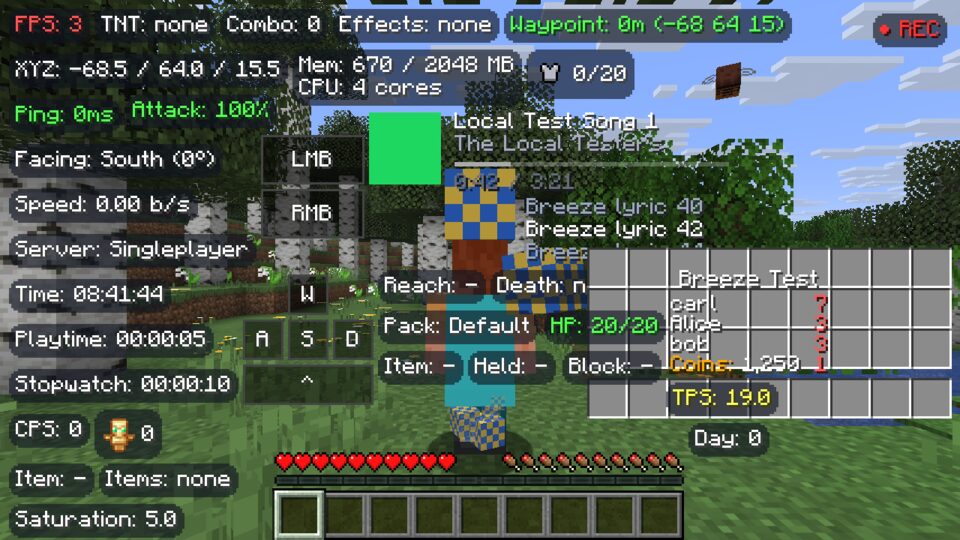 FPS: 3 TNT: none Combo: 0 Effects: none Waypoint: 0m (-68 64 15)
REC
XYZ: -68.5 / 64.0 / 15.5
Mem: 670 / 2048 MB
CPU: 4 cores
0/20
Ping: 0ms Attack: 100%
Local Test Song 1
The Local Testers
0:42 / 3:21
Facing: South (0°)
LMB
Speed: 0.00 b/s
RMB
Breeze lyric 40
Breeze lyric 42
Breeze
Server: Singleplayer
Time: 08:41:44
W
Reach: - Death: n
Breeze Test
carl 7
Alice 3
bob 3
Coins: 1,250 1
Playtime: 00:00:05
A S D
Pack: Default HP: 20/20
Stopwatch: 00:00:10
^
Item: - Held: - Block: -
TPS: 19.0
CPS: 0
0
Day: 0
Item: - Items: none
Saturation: 5.0